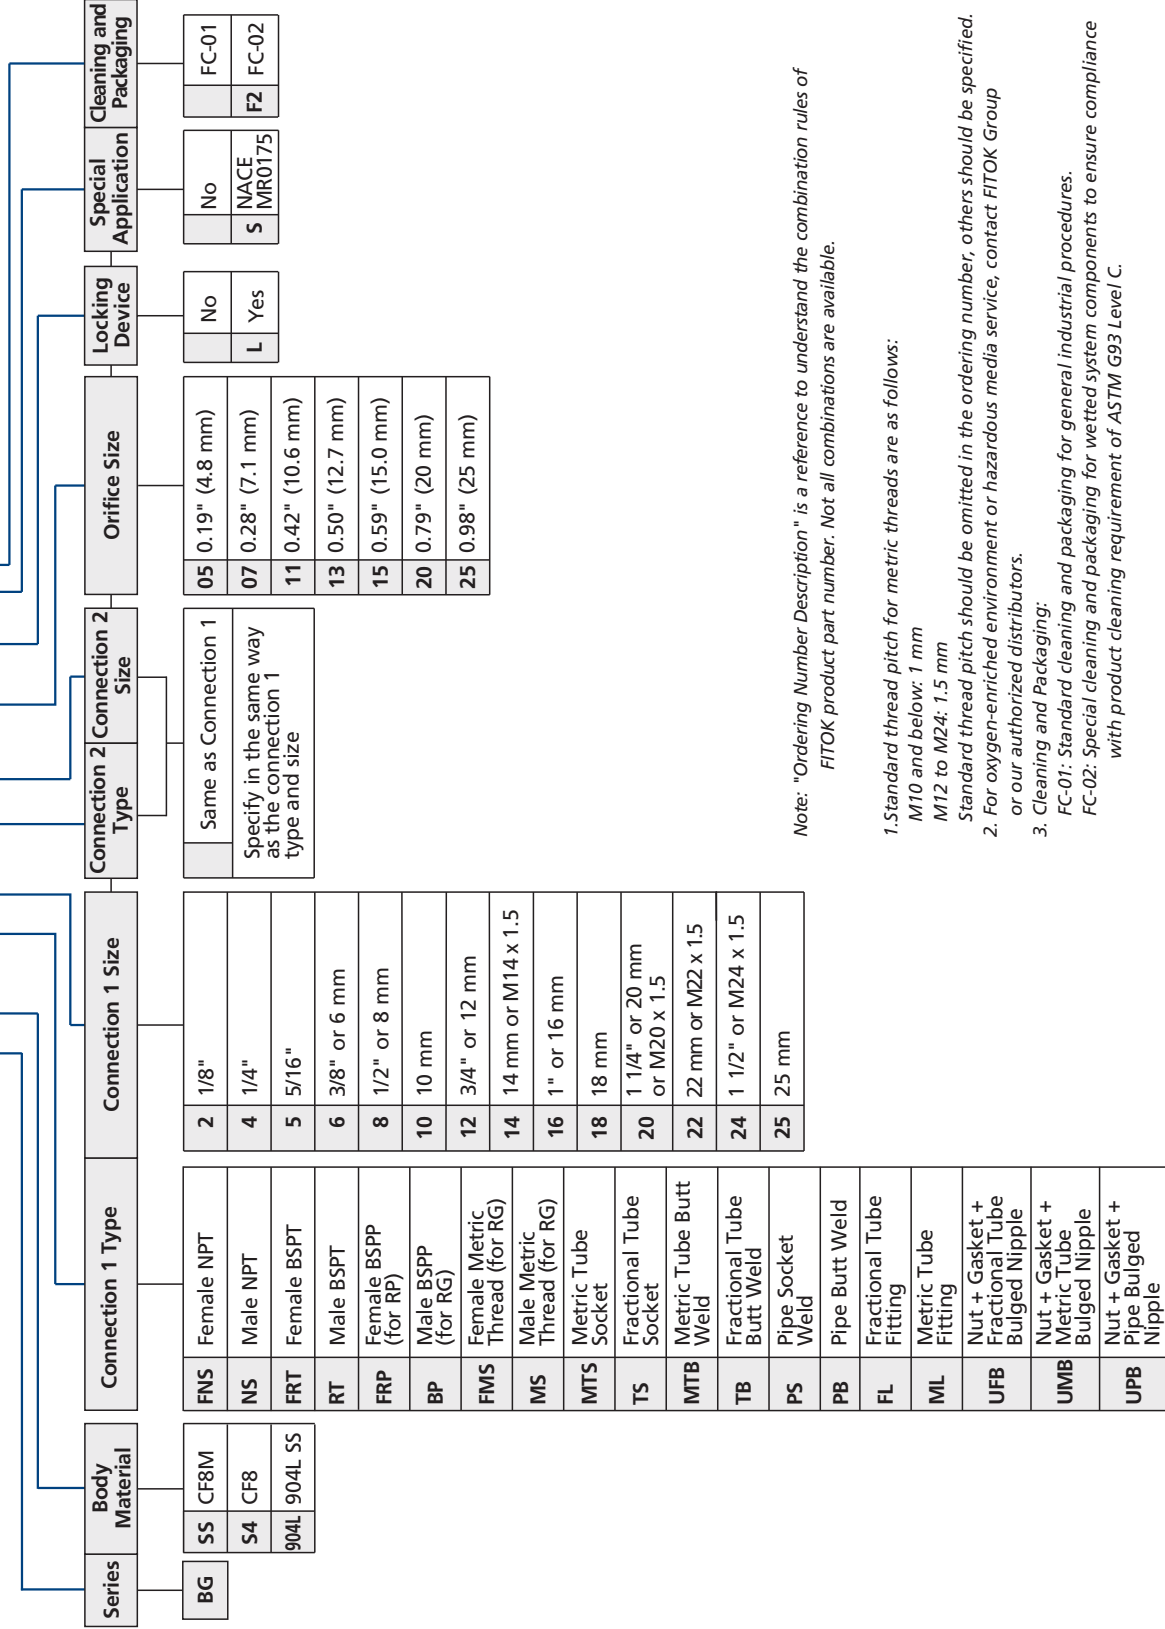 Series
BG
Body
Material
SS CF8M
S4 CF8
904L 904L SS
Connection 1 Type
FNS Female NPT
NS Male NPT
FRT Female BSPT
RT Male BSPT
FRP Female BSPP
(for RP)
BP Male BSPP
(for RG)
FMS Female Metric
Thread (for RG)
MS Male Metric
Thread (for RG)
MTS Metric Tube
Socket
TS Fractional Tube
Socket
MTB Metric Tube Butt
Weld
TB Fractional Tube
Butt Weld
PS Pipe Socket
Weld
PB Pipe Butt Weld
FL Fractional Tube
Fitting
ML Metric Tube
Fitting
UFB Nut + Gasket +
Fractional Tube
Bulged Nipple
UMB Nut + Gasket +
Metric Tube
Bulged Nipple
UPB Nut + Gasket +
Pipe Bulged
Nipple
Connection 1 Size
2 1/8"
4 1/4"
5 5/16"
6 3/8" or 6 mm
8 1/2" or 8 mm
10 10 mm
12 3/4" or 12 mm
14 14 mm or M14 x 1.5
16 1" or 16 mm
18 18 mm
20 1 1/4" or 20 mm
or M20 x 1.5
22 22 mm or M22 x 1.5
24 1 1/2" or M24 x 1.5
25 25 mm
Connection 2
Type
Connection 2
Size
Same as Connection 1
Specify in the same way
as the connection 1
type and size
Orifice Size
05 0.19" (4.8 mm)
07 0.28" (7.1 mm)
11 0.42" (10.6 mm)
13 0.50" (12.7 mm)
15 0.59" (15.0 mm)
20 0.79" (20 mm)
25 0.98" (25 mm)
Locking
Device
No
L Yes
Special
Application
No
S NACE
MR0175
Cleaning and
Packaging
FC-01
F2 FC-02
Note: "Ordering Number Description" is a reference to understand the combination rules of
FITOK product part number. Not all combinations are available.
1.Standard thread pitch for metric threads are as follows:
M10 and below: 1 mm
M12 to M24: 1.5 mm
Standard thread pitch should be omitted in the ordering number, others should be specified.
2. For oxygen-enriched environment or hazardous media service, contact FITOK Group
or our authorized distributors.
3. Cleaning and Packaging:
FC-01: Standard cleaning and packaging for general industrial procedures.
FC-02: Special cleaning and packaging for wetted system components to ensure compliance
with product cleaning requirement of ASTM G93 Level C.